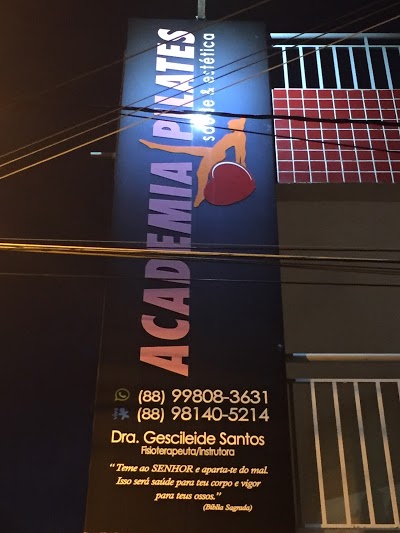 ACADEMIA PILATES
saúde & estética
(88) 99808-3631
(88) 98140-5214
Dra. Gescileide Santos
Fisioterapeuta/instrutora
“Teme ao SENHOR e aparta-te do mal.
Isso será saúde para teu corpo e vigor
para teus ossos.”
(Bíblia Sagrada)